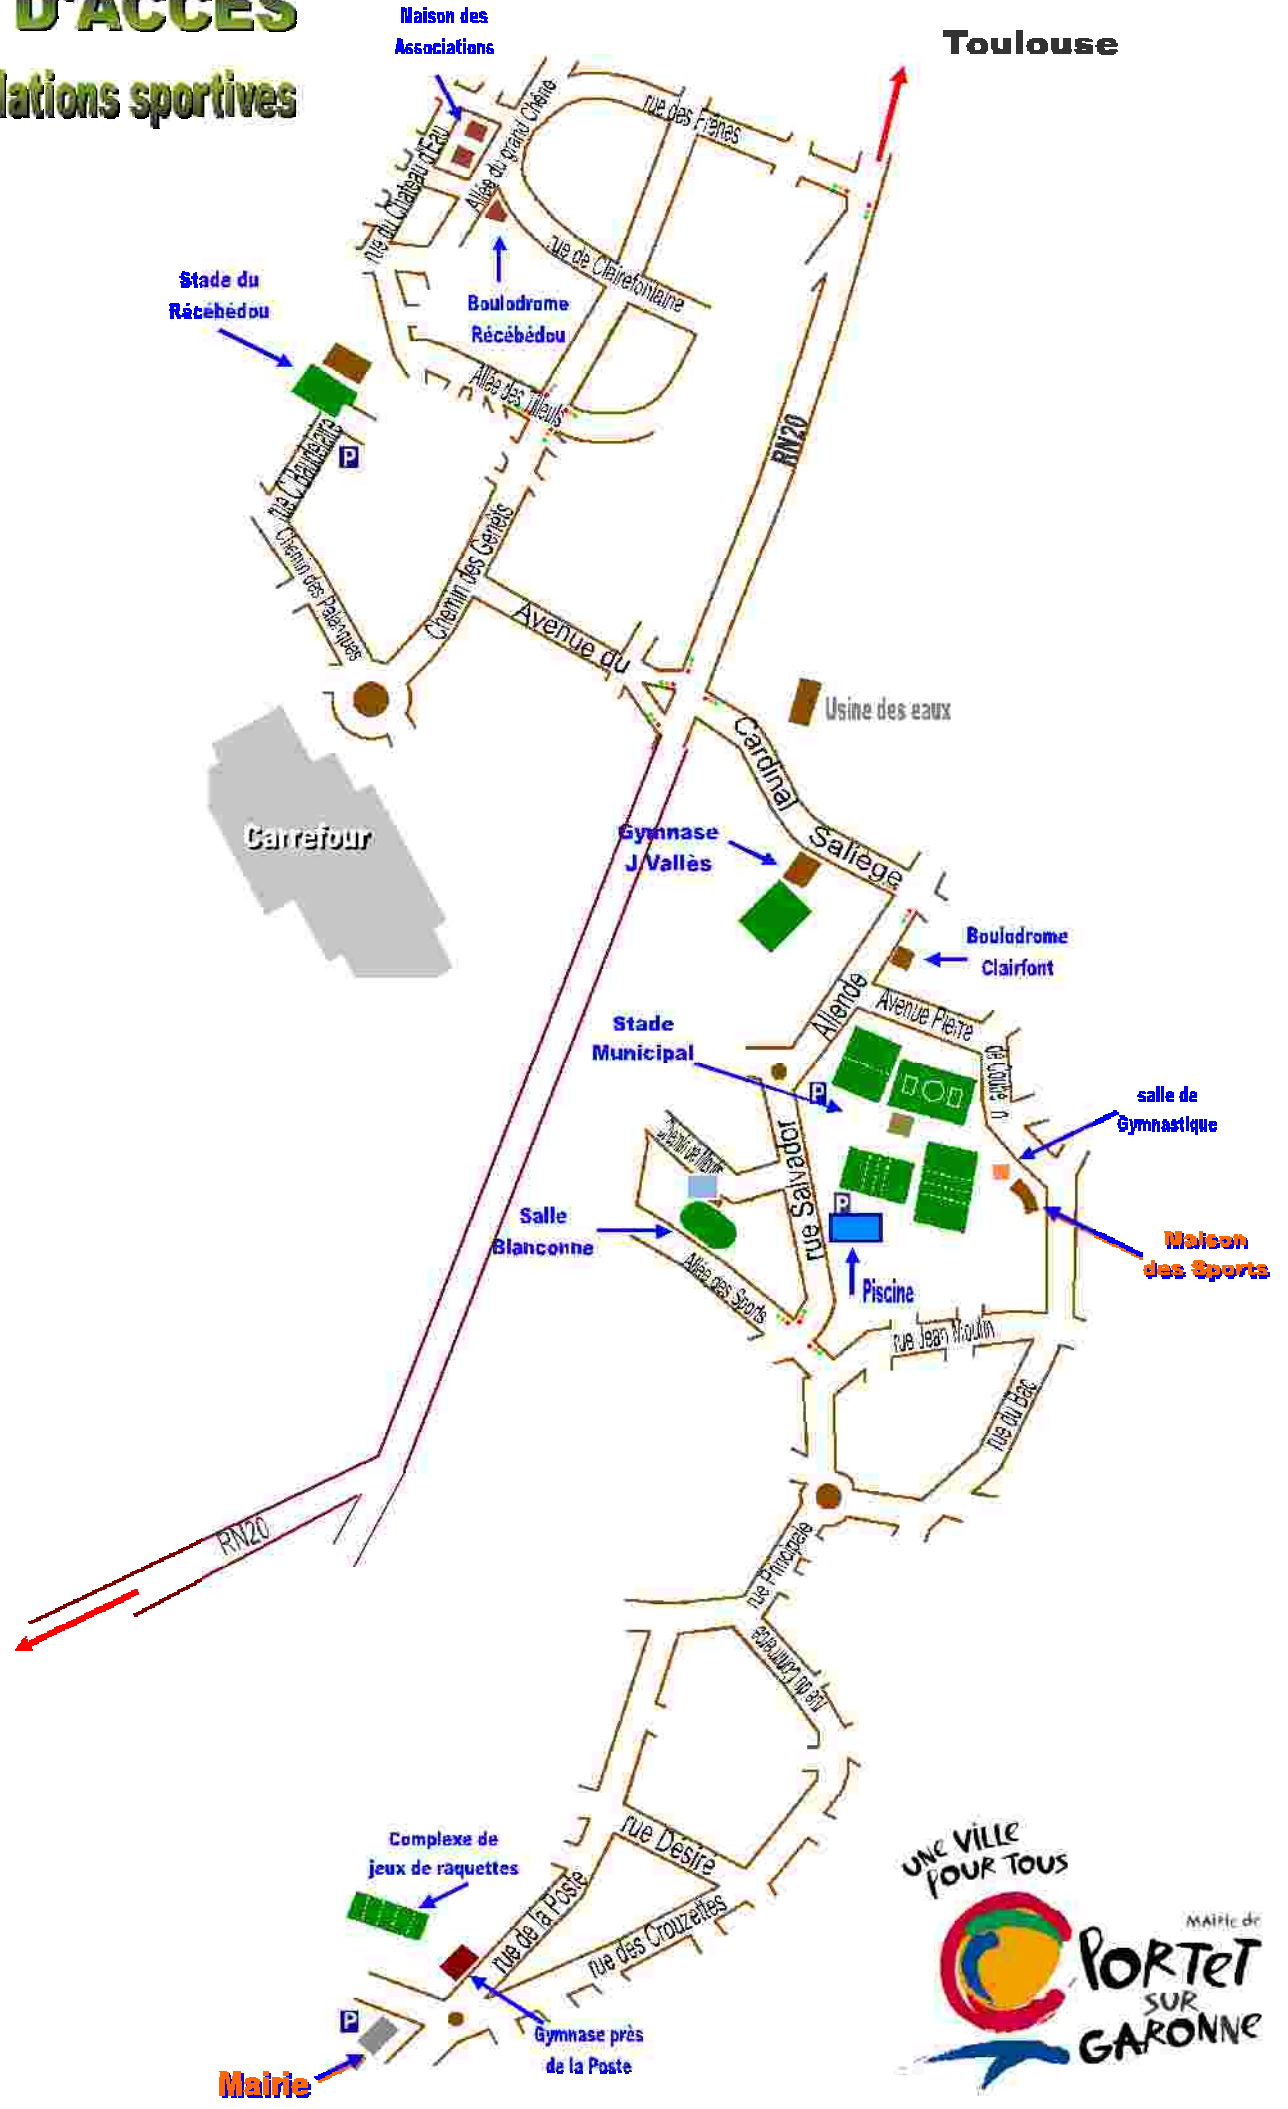 D'ACCES
lations sportives
Maison des
Associations
Toulouse
rue des Frênes
Allée du grand Chêne
rue du Chateau d'Eau
rue de Clairefontaine
Stade du
Récébédou
Boulodrome
Récébédou
Allée des Tilleuls
RN20
P
rue C.Baudelaire
Chemin des Palanques
Chemin des Genêts
Avenue du
Cardinal
Saliège
Usine des eaux
Carrefour
Gymnase
J.Vallès
Boulodrome
Clairfont
Allende
Avenue Pierre
de Coubertin
Stade
Municipal
P
salle de
Gymnastique
rue Salvador
P
Salle
Blanconne
Allée des Sports
Piscine
Maison
des Sports
rue Jean Moulin
rue du Bac
RN20
rue Principale
rue du Commerce
rue Désiré
Complexe de
jeux de raquettes
rue de la Poste
rue des Crouzettes
P
Gymnase près
de la Poste
Mairie
UNE VILLE
POUR TOUS
MAIRIE de
PORTET
SUR
GARONNE